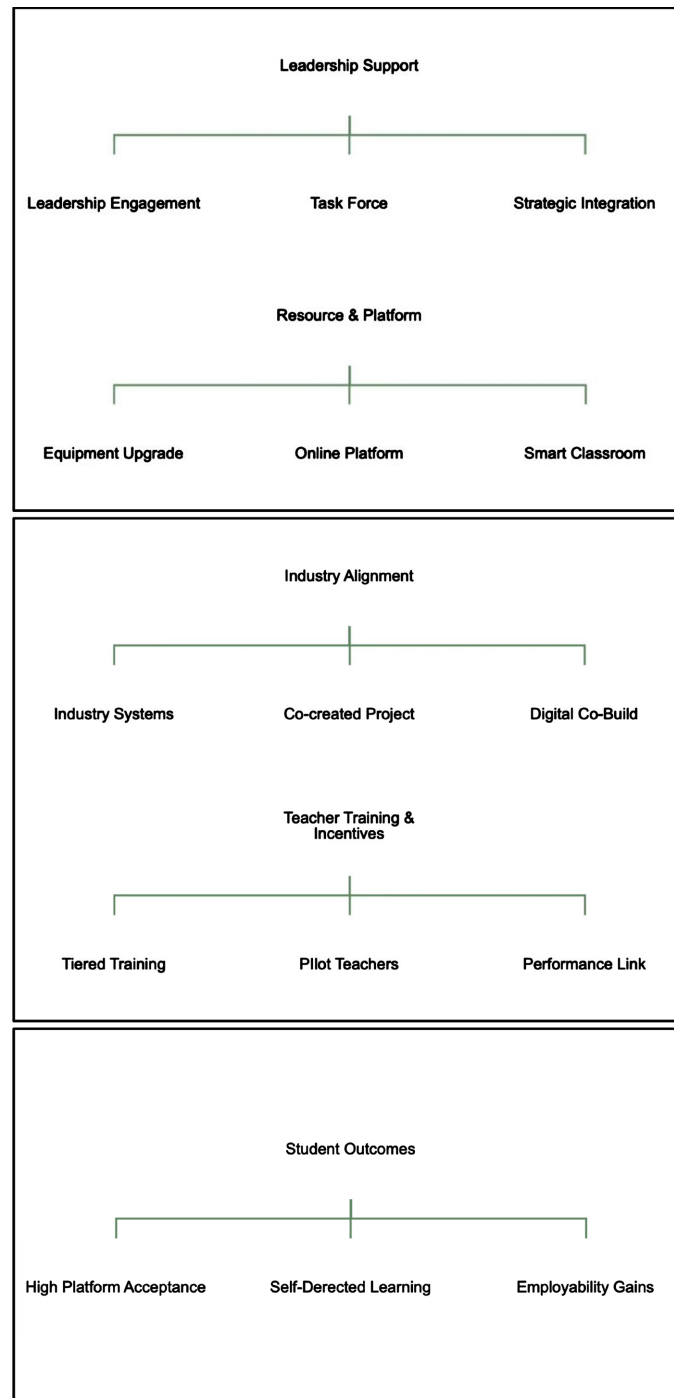 Leadership Support
Leadership Engagement
Task Force
Strategic Integration
Resource & Platform
Equipment Upgrade
Online Platform
Smart Classroom
Industry Alignment
Industry Systems
Co-created Project
Digital Co-Build
Teacher Training &
Incentives
Tiered Training
PIlot Teachers
Performance Link
Student Outcomes
High Platform Acceptance
Self-Derected Learning
Employability Gains